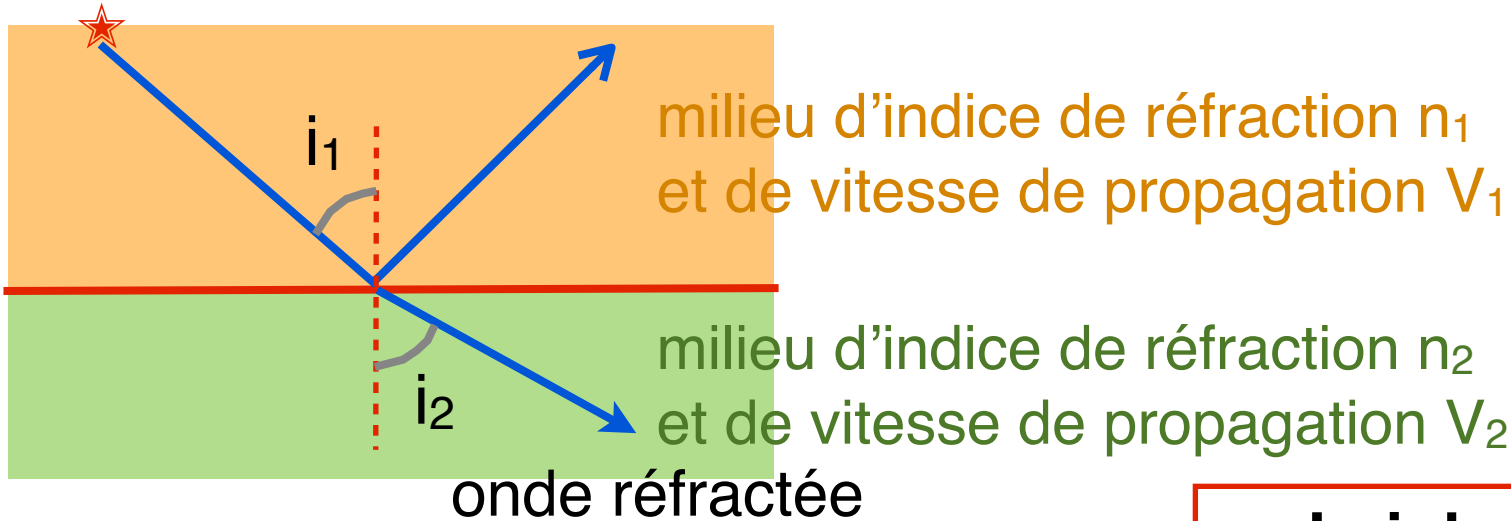 i₁
milieu d’indice de réfraction n₁
et de vitesse de propagation V₁
milieu d’indice de réfraction n₂
i₂
et de vitesse de propagation V₂
onde réfractée